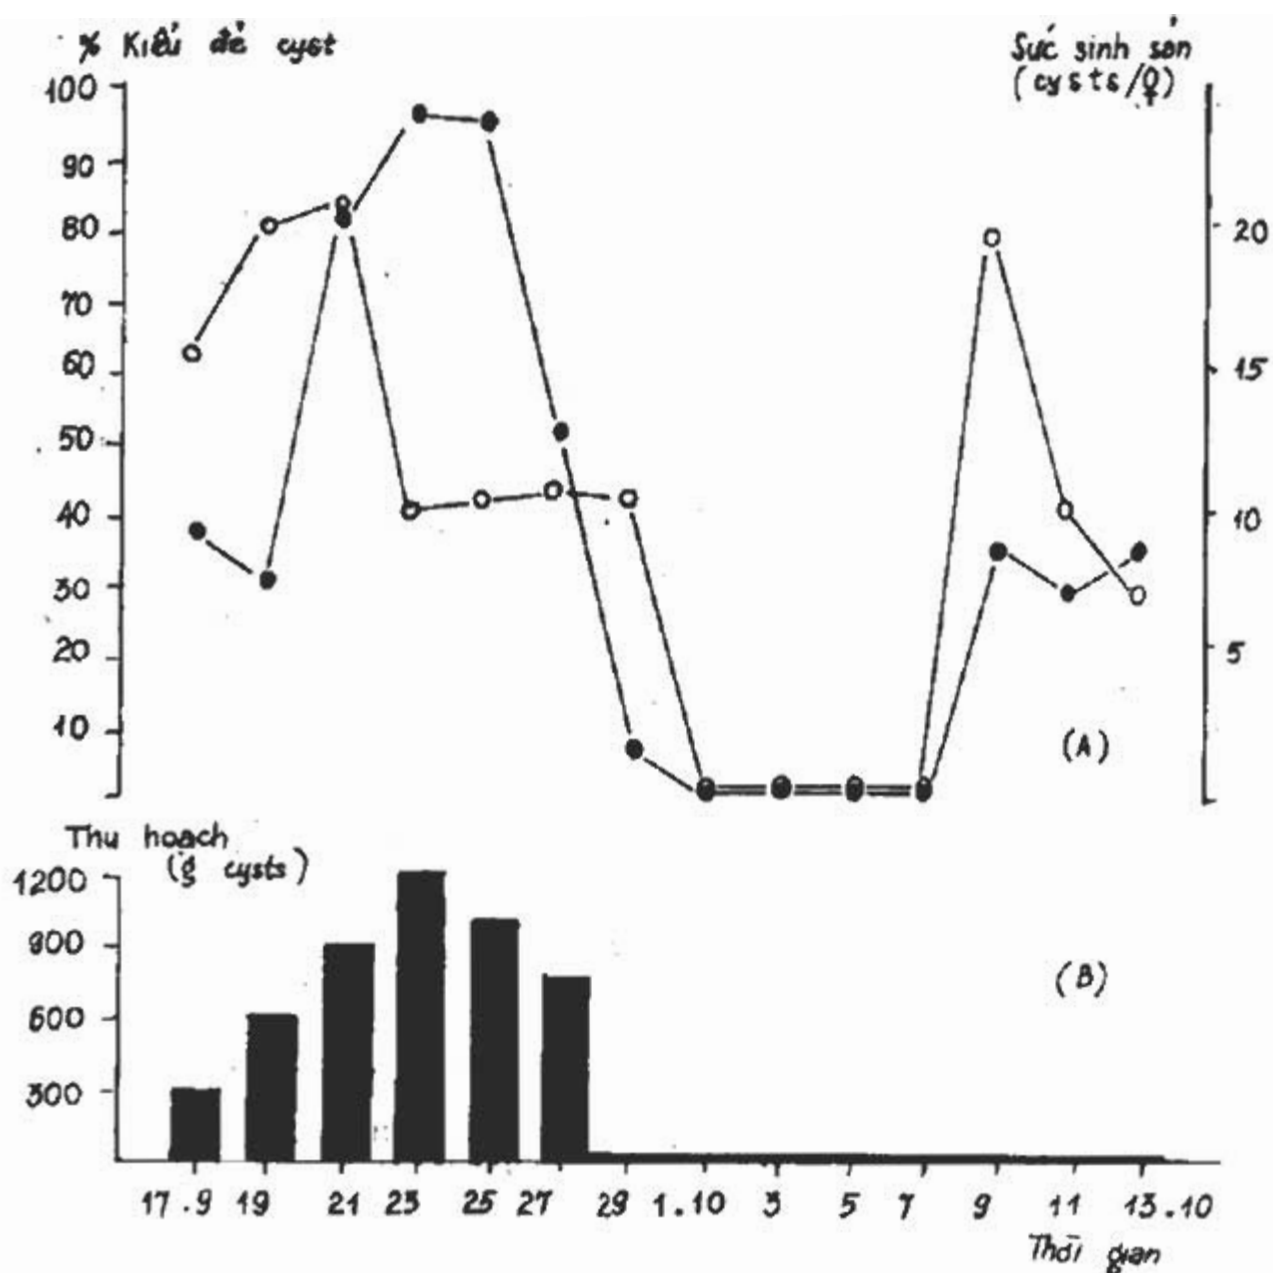 % Kiểu đẻ cyst
Sức sinh sản
(cysts/♀)
100
90
80
70
60
50
40
30
20
10
20
15
10
5
(A)
Thu hoạch
(g cysts)
1200
900
600
300
(B)
17.9 19 21 23 25 27 29 1.10 3 5 7 9 11 13.10
Thời gian